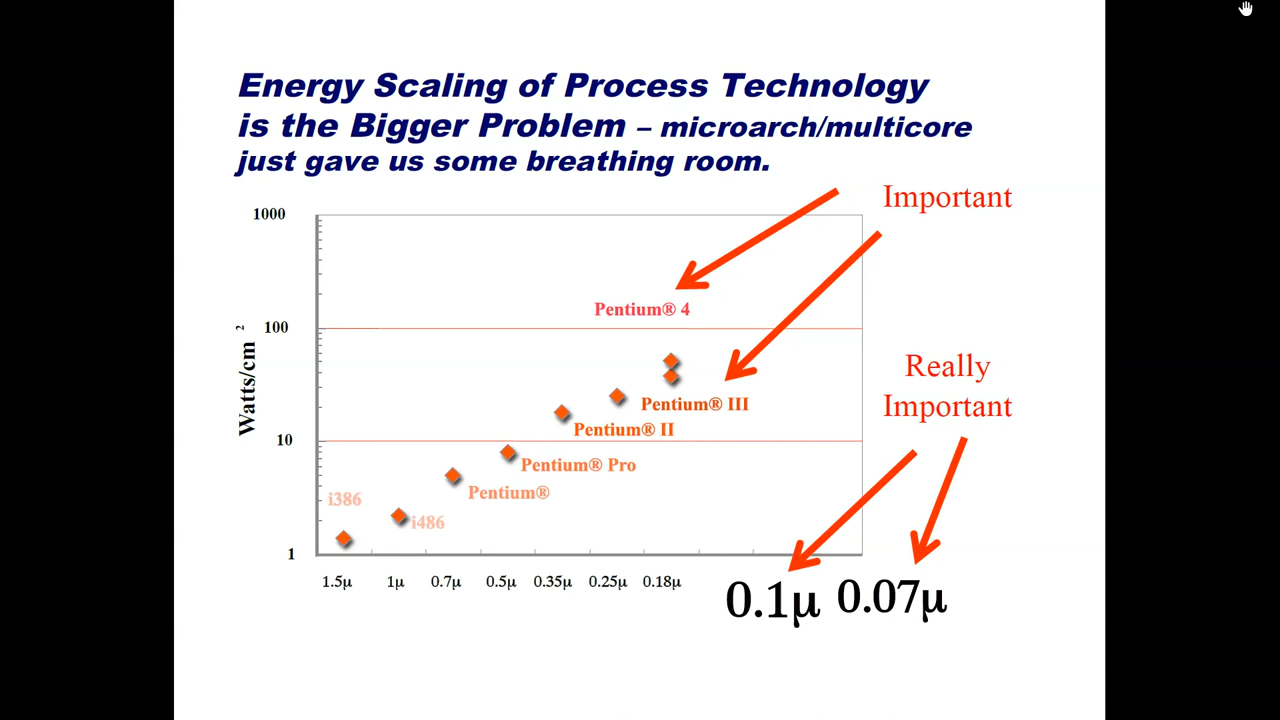 Energy Scaling of Process Technology
is the Bigger Problem – microarch/multicore
just gave us some breathing room.
Important
1000
Pentium® 4
100
Watts/cm 2
Really
Important
Pentium® III
Pentium® II
10
Pentium® Pro
Pentium®
i386
i486
1
1.5μ 1μ 0.7μ 0.5μ 0.35μ 0.25μ 0.18μ
0.1μ 0.07μ